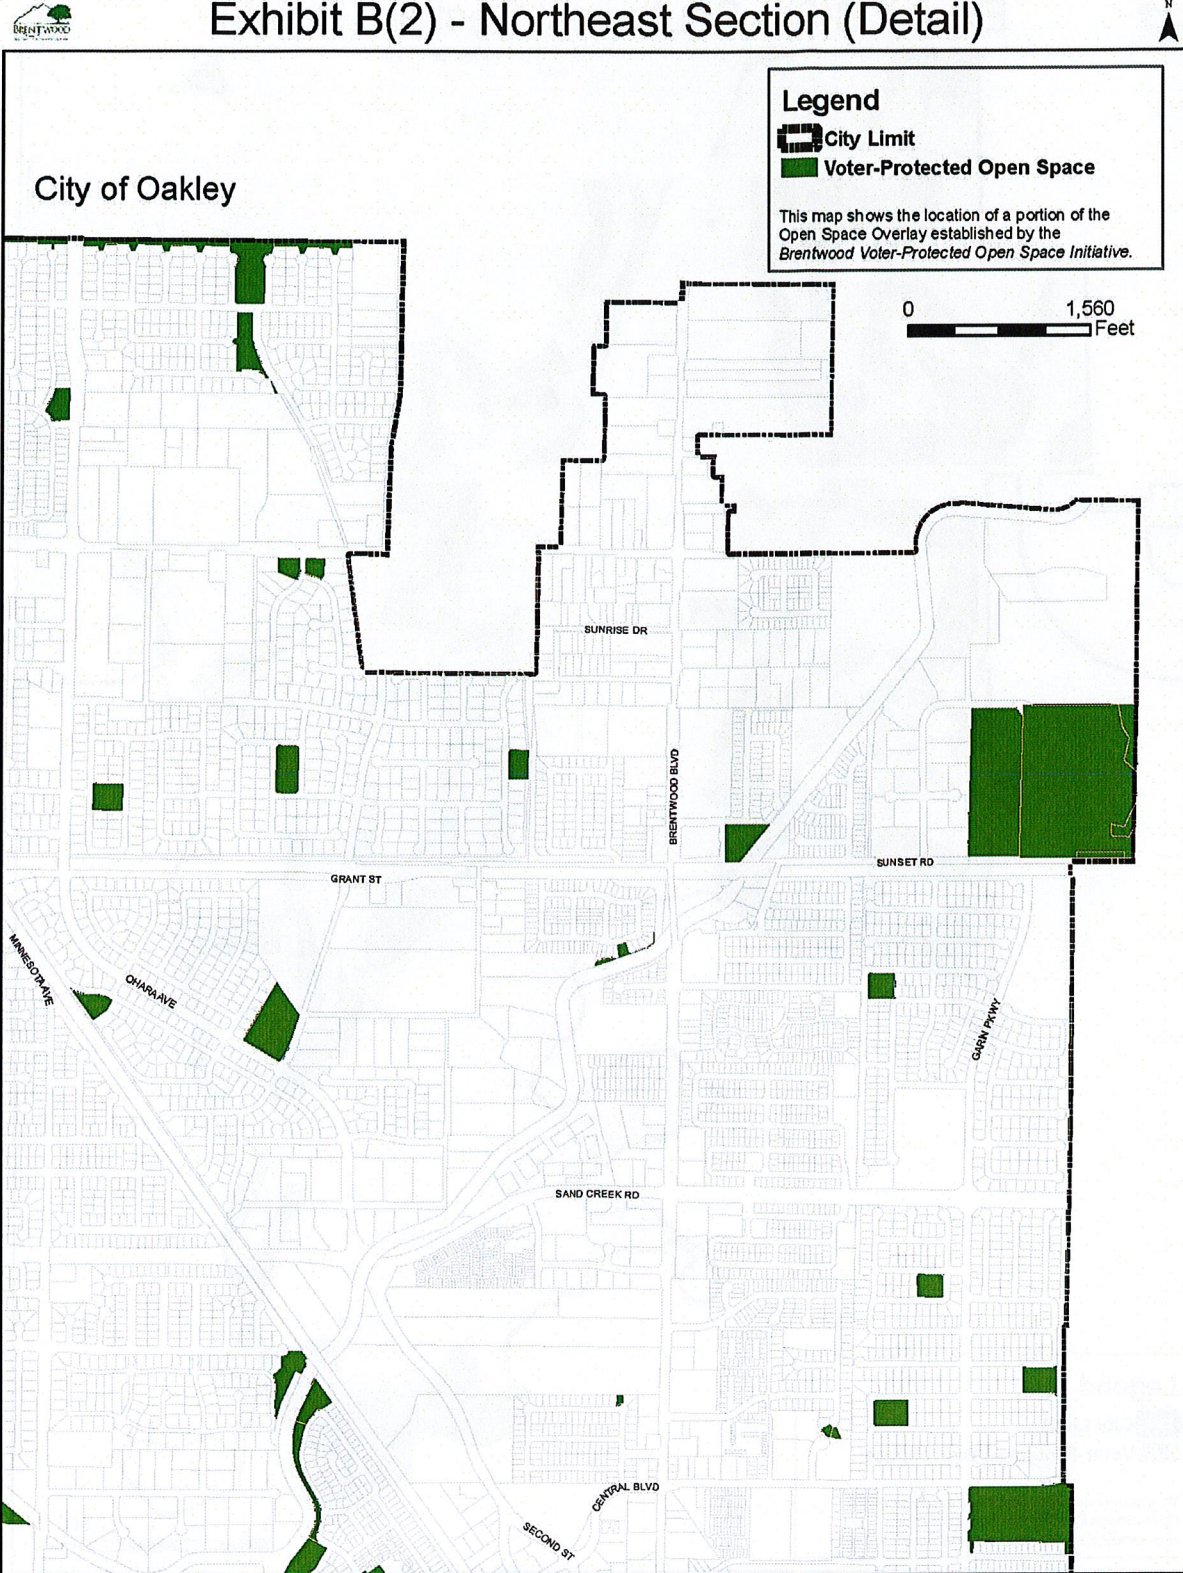 BRENTWOOD
Exhibit B(2) - Northeast Section (Detail)
N
Legend
City Limit
Voter-Protected Open Space
This map shows the location of a portion of the
Open Space Overlay established by the
Brentwood Voter-Protected Open Space Initiative.
City of Oakley
0 1,560
Feet
SUNRISE DR
BRENTWOOD BLVD
SUNSET RD
GRANT ST
MINNESOTA AVE
OHARA AVE
GARIN PKWY
SAND CREEK RD
CENTRAL BLVD
SECOND ST